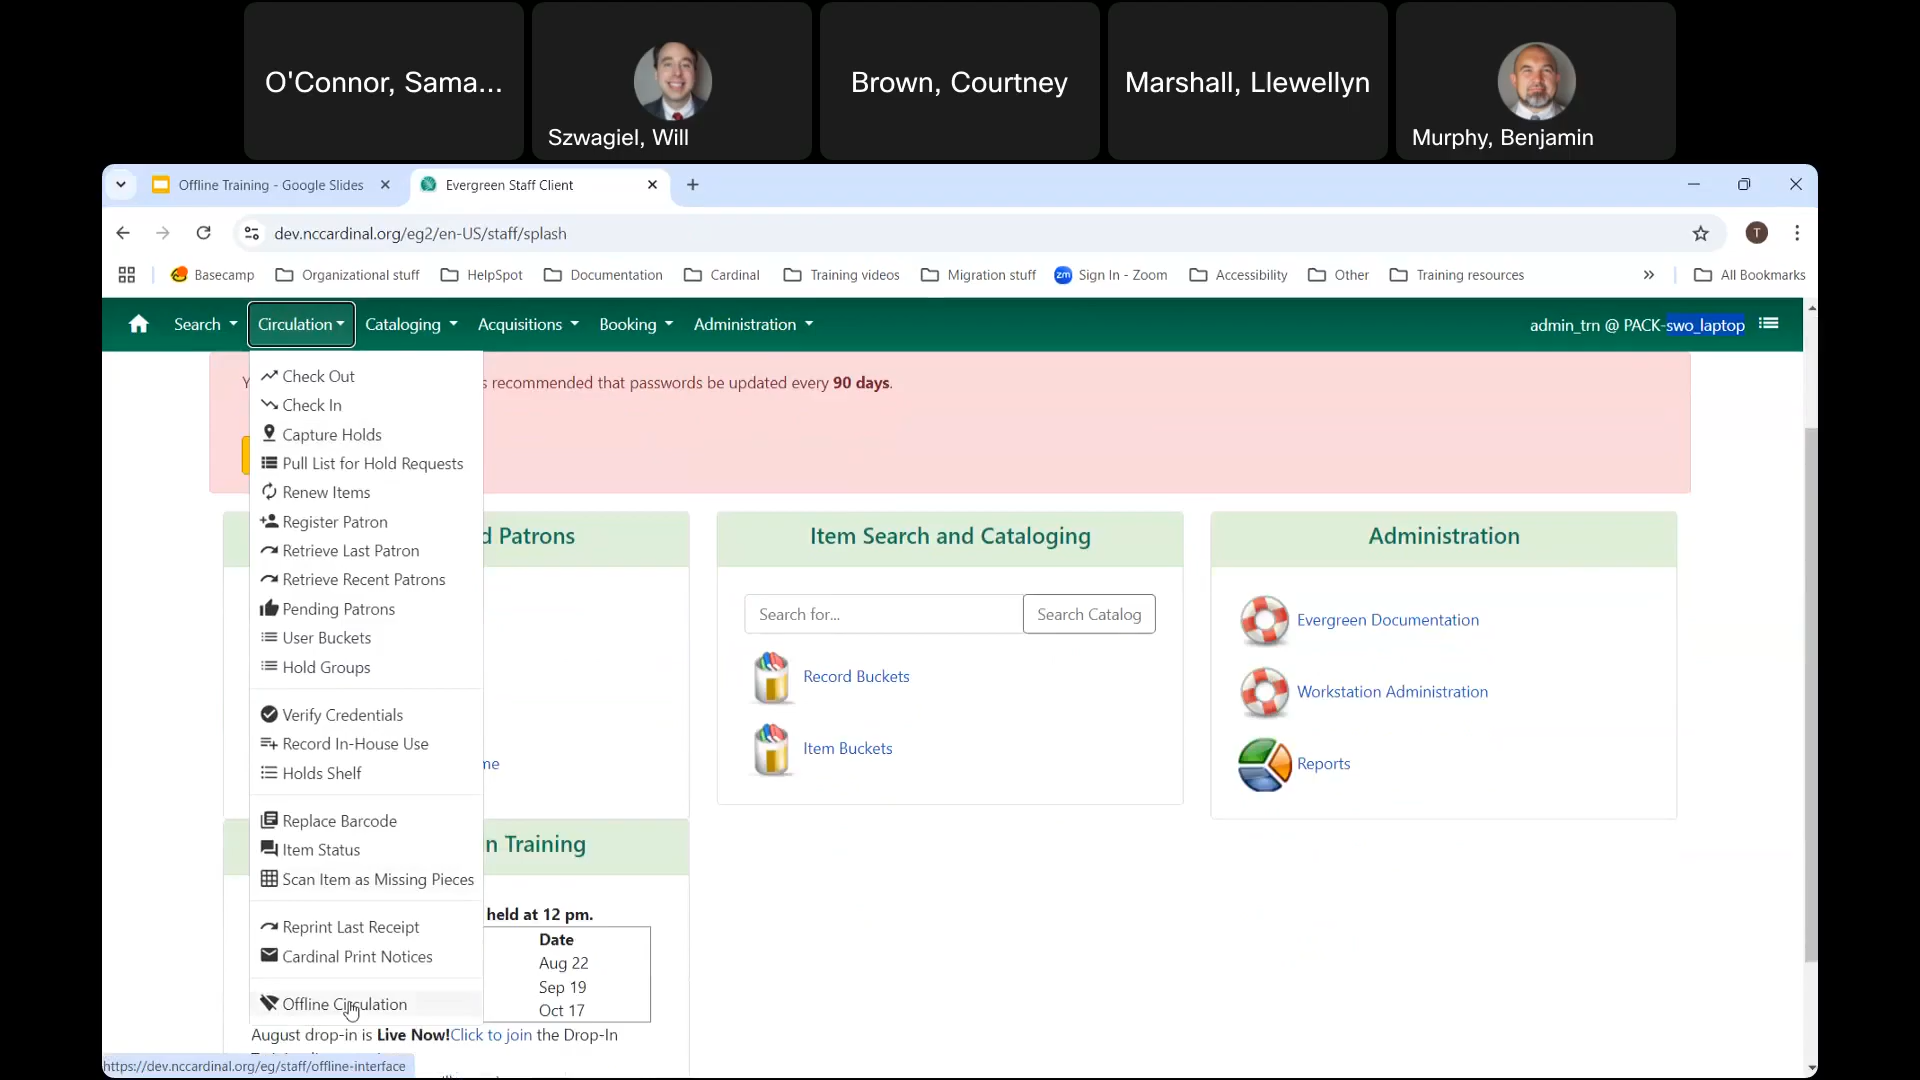 O'Connor, Sama...
Szwagiel, Will
Brown, Courtney
Marshall, Llewellyn
Murphy, Benjamin
Offline Training - Google Slides
Evergreen Staff Client
dev.nccardinal.org/eg2/en-US/staff/splash
T
Basecamp
Organizational stuff
HelpSpot
Documentation
Cardinal
Training videos
Migration stuff
zm
Sign In - Zoom
Accessibility
Other
Training resources
All Bookmarks
Search
Circulation
Cataloging
Acquisitions
Booking
Administration
admin_trn @ PACK-swo_laptop
Y
s recommended that passwords be updated every 90 days.
Check Out
Check In
Capture Holds
Pull List for Hold Requests
Renew Items
Register Patron
Retrieve Last Patron
Retrieve Recent Patrons
Pending Patrons
User Buckets
Hold Groups
Verify Credentials
Record In-House Use
Holds Shelf
Replace Barcode
Item Status
Scan Item as Missing Pieces
Reprint Last Receipt
Cardinal Print Notices
Offline Circulation
d Patrons
me
Item Search and Cataloging
Search for...
Search Catalog
Record Buckets
Item Buckets
Administration
Evergreen Documentation
Workstation Administration
Reports
n Training
held at 12 pm.
Date
Aug 22
Sep 19
Oct 17
August drop-in is Live Now!Click to join the Drop-In
https://dev.nccardinal.org/eg/staff/offline-interface